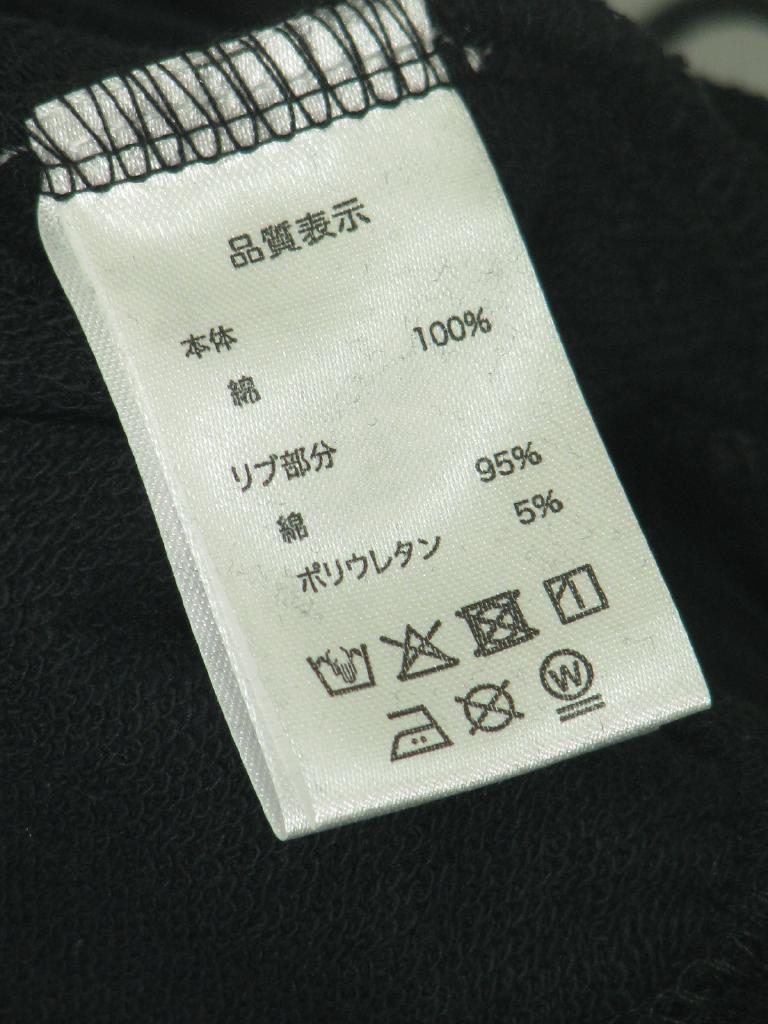 品質表示
本体 100%
綿
リブ部分 95%
綿 5%
ポリウレタン
W